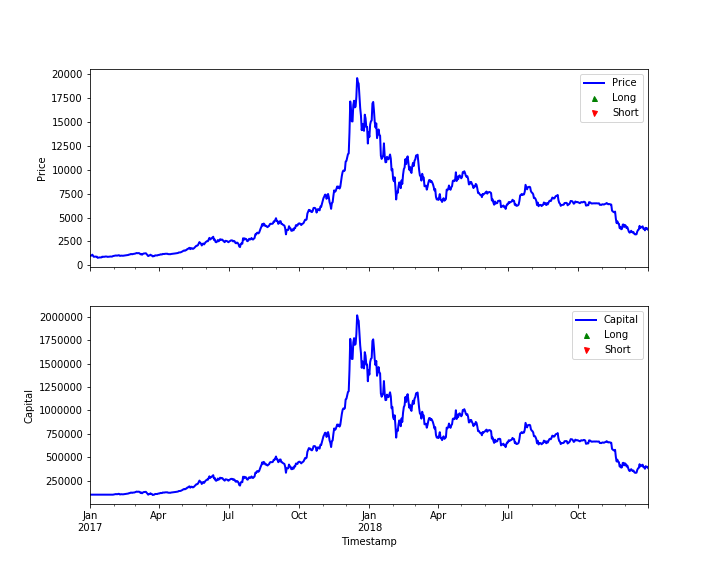 20000
17500
15000
12500
10000
7500
5000
2500
0
Price
Price
Long
Short
2000000
1750000
1500000
1250000
1000000
750000
500000
250000
Capital
Capital
Long
Short
Jan
2017
Apr
Jul
Oct
Jan
2018
Apr
Jul
Oct
Timestamp